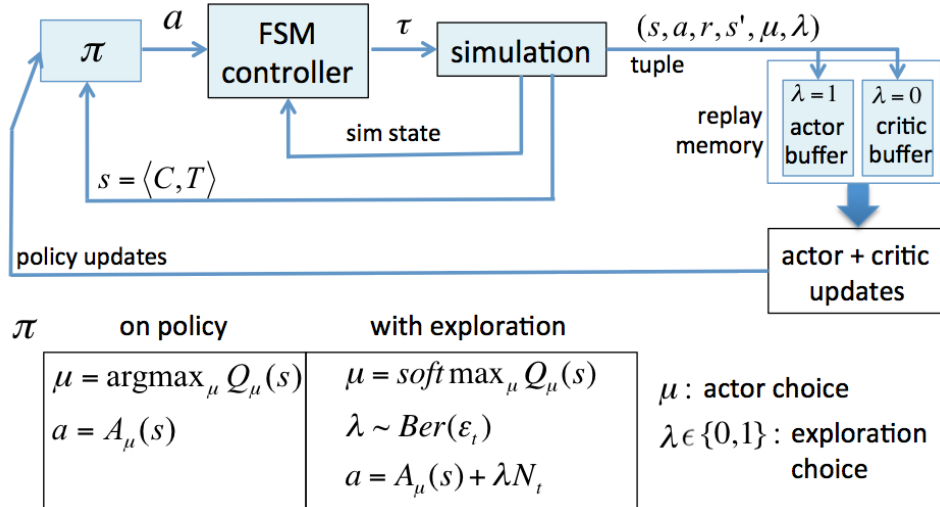 a
π
FSM
controller
τ
simulation
(s, a, r, s', μ, λ)
tuple
λ = 1
actor
buffer
λ = 0
critic
buffer
replay
memory
sim state
s = ⟨C, T⟩
policy updates
actor + critic
updates
π
on policy
with exploration
μ = argmax_μ Q_μ(s)
a = A_μ(s)
μ = soft max_μ Q_μ(s)
λ ~ Ber(ε_t)
a = A_μ(s) + λN_t
μ : actor choice
λ ϵ {0,1} : exploration
choice